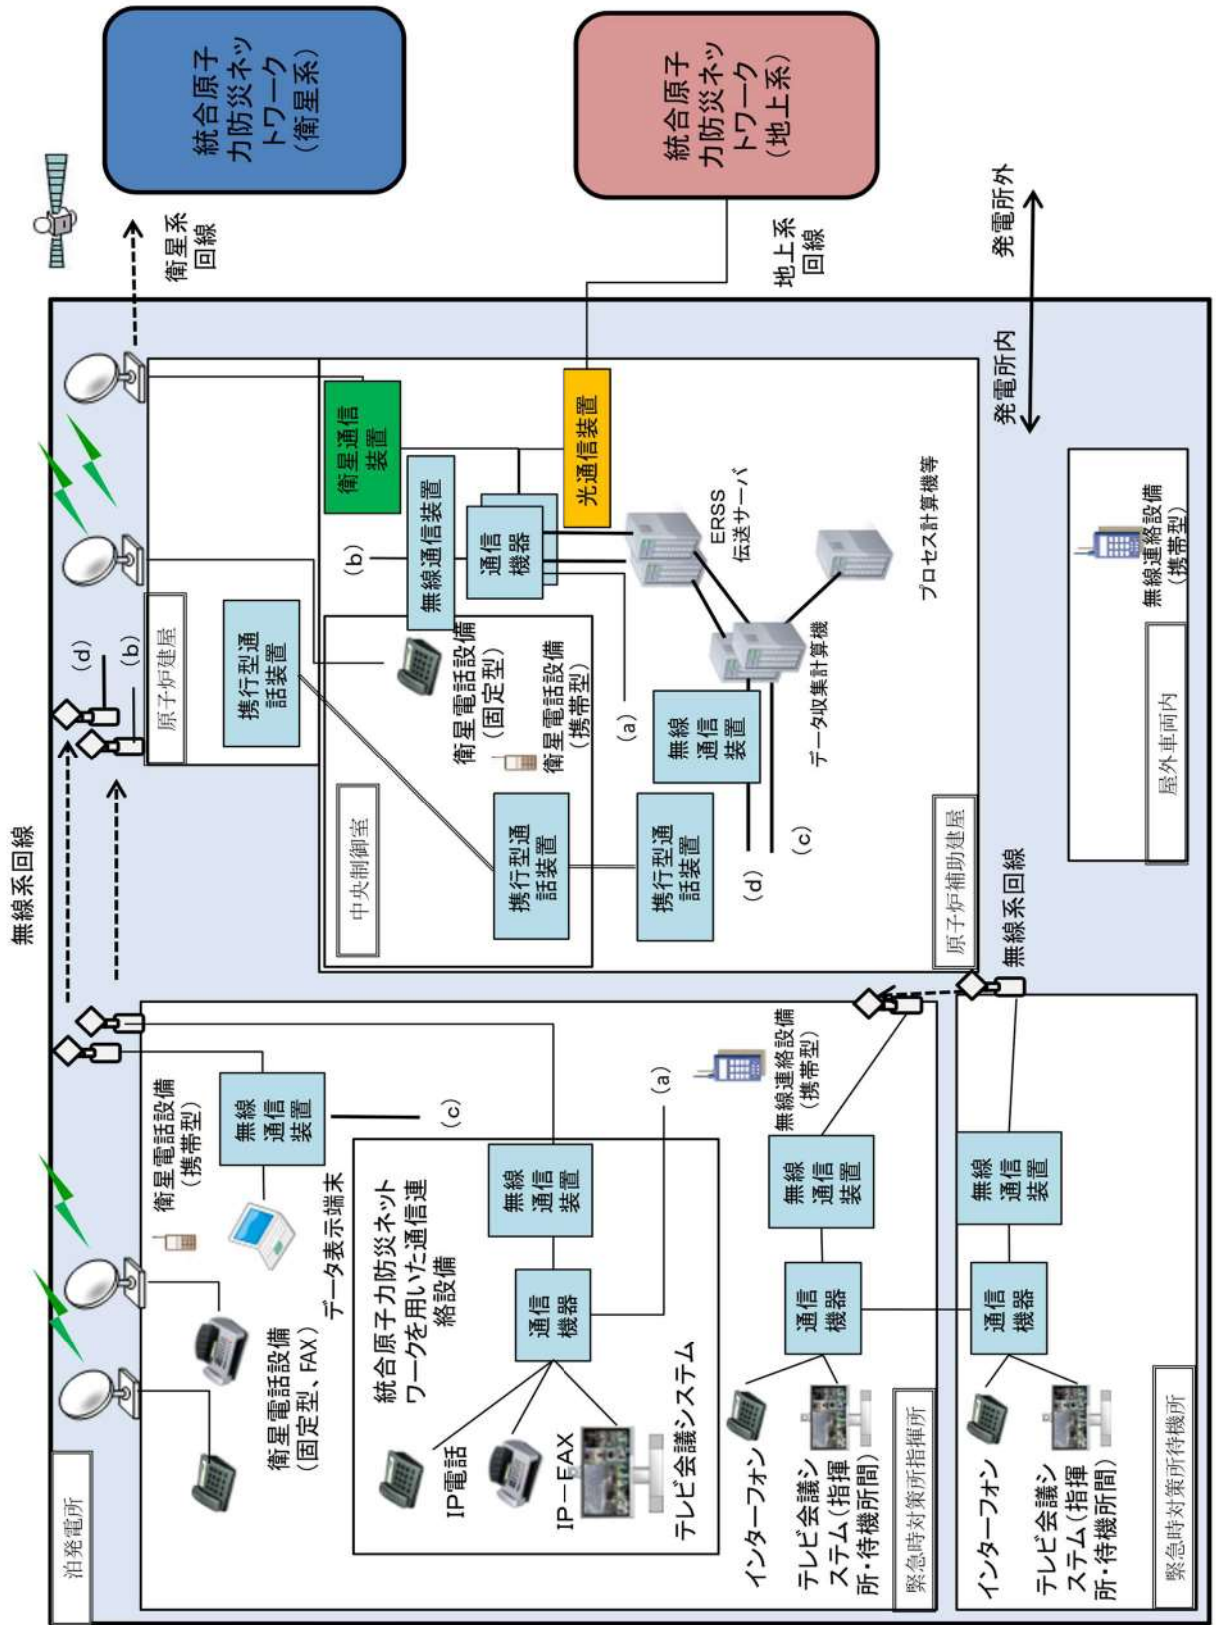 泊発電所
無線系回線
衛星系
回線
統合原子
力防災ネッ
トワーク
(衛星系)
統合原子
力防災ネッ
トワーク
(地上系)
地上系
回線
発電所内
発電所外
衛星電話設備
(固定型、FAX)
衛星電話設備
(携帯型)
データ表示端末
無線
通信
装置
(c)
統合原子力防災ネット
ワークを用いた通信連
絡設備
IP電話
IP－FAX
テレビ会議システム
通信
機器
無線
通信
装置
(a)
無線連絡設備
(携帯型)
インターフォン
テレビ会議シ
ステム(指揮
所・待機所間)
通信
機器
無線
通信
装置
緊急時対策所指揮所
インターフォン
テレビ会議シ
ステム(指揮
所・待機所間)
通信
機器
無線
通信
装置
緊急時対策所待機所
無線系回線
(d)
(b)
原子炉建屋
携行型通
話装置
中央制御室
衛星電話設備
(固定型)
衛星電話設備
(携帯型)
携行型通
話装置
携行型通
話装置
(b)
無線通信装置
衛星通信
装置
通信
機器
光通信装置
(a)
ERSS
伝送サーバ
無線
通信
装置
データ収集計算機
プロセス計算機等
(d)
(c)
原子炉補助建屋
無線連絡設備
(携帯型)
屋外車両内